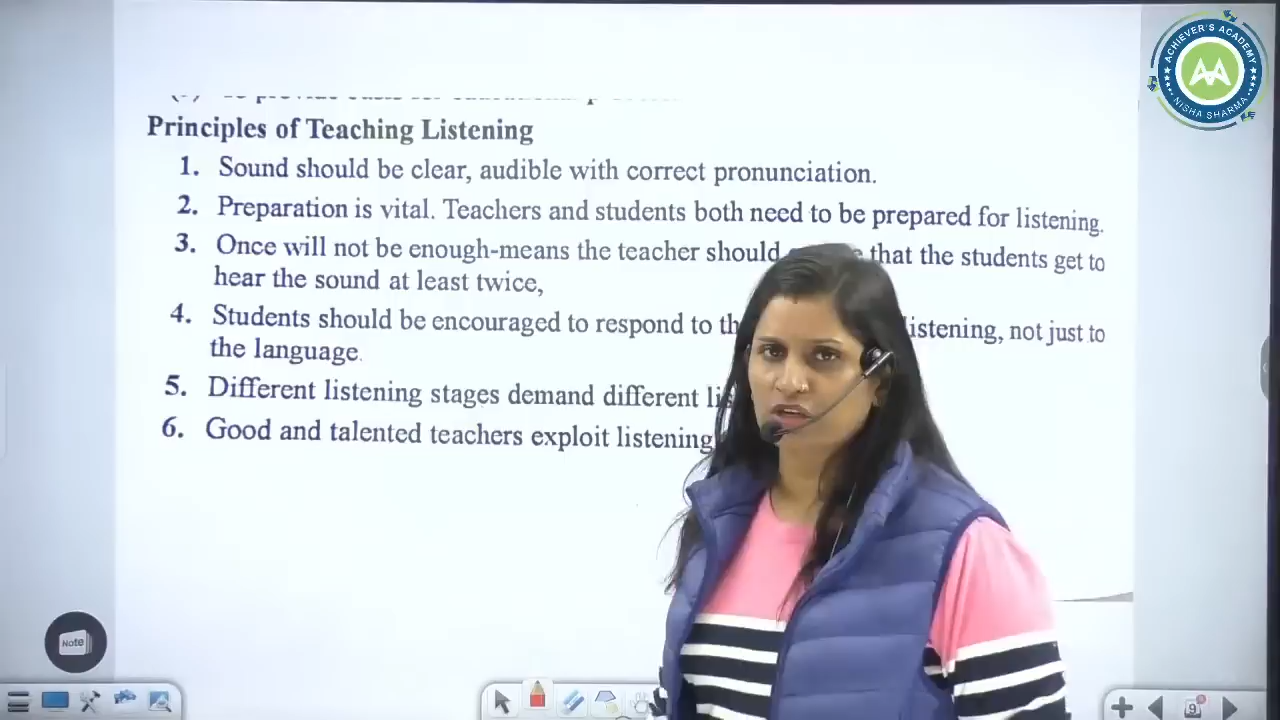 Principles of Teaching Listening
1. Sound should be clear, audible with correct pronunciation.
2. Preparation is vital. Teachers and students both need to be prepared for listening.
3. Once will not be enough-means the teacher should that the students get to
hear the sound at least twice,
4. Students should be encouraged to respond to listening, not just to
the language.
5. Different listening stages demand different
6. Good and talented teachers exploit listening
ACHIEVER'S ACADEMY
NISHA SHARMA
Note
9